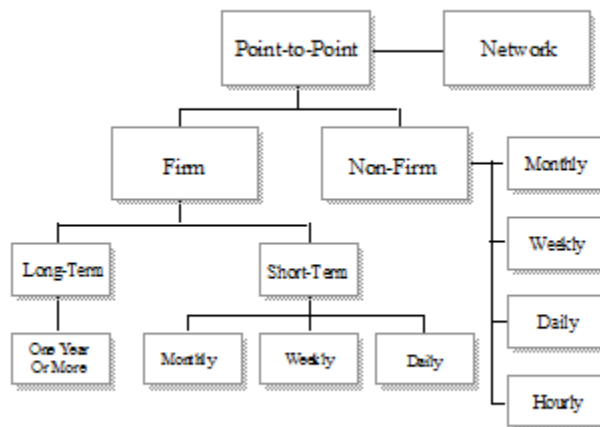 Point-to-Point
Network
Firm
Non-Firm
Monthly
Weekly
Daily
Hourly
Long-Term
Short-Term
One Year
Or More
Monthly
Weekly
Daily